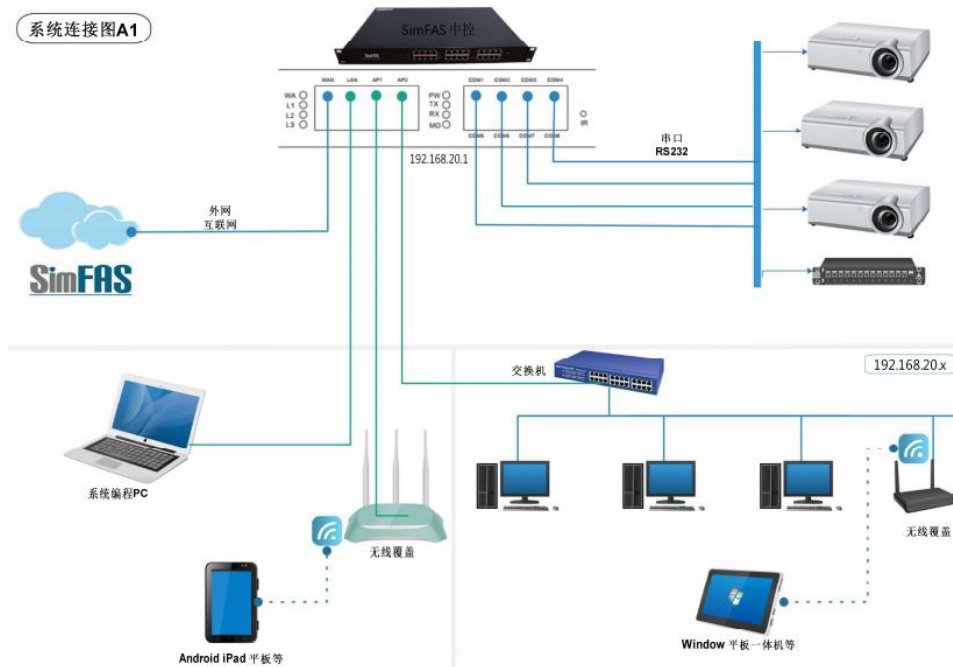 系统连接图A1
SimFAS 中控
WAN LAN AP1 AP2
COM1 COM2 COM3 COM4
WA
L1
L2
L3
PW
TX
RX
MO
IR
COM5 COM6 COM7 COM8
192.168.20.1
串口
RS232
外网
互联网
SimFAS
交换机
192.168.20.x
系统编程PC
无线覆盖
无线覆盖
Android iPad 平板等
Window 平板一体机等